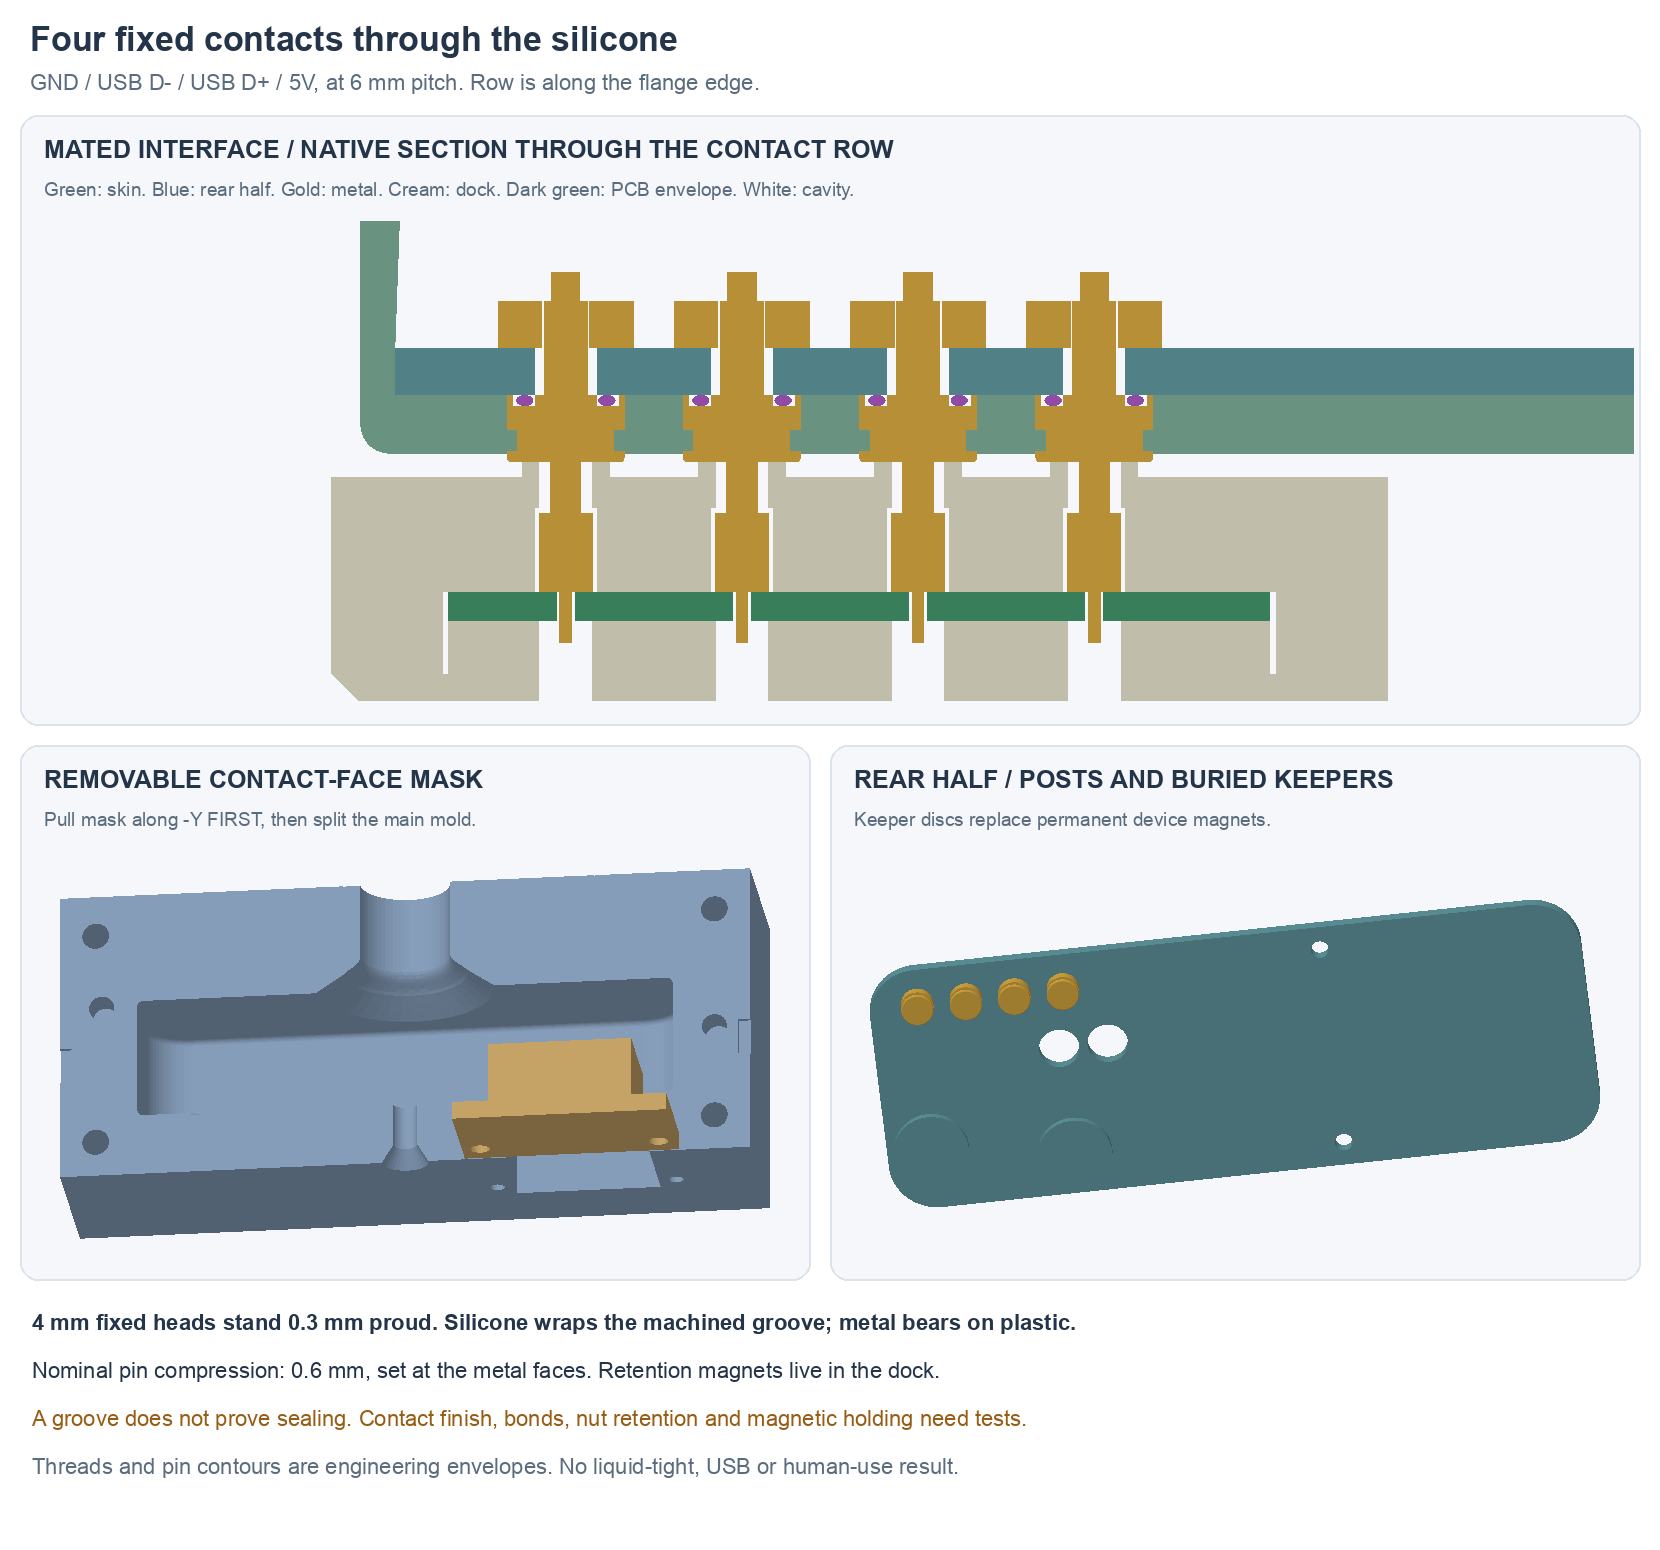 Four fixed contacts through the silicone
GND / USB D- / USB D+ / 5V, at 6 mm pitch. Row is along the flange edge.
MATED INTERFACE / NATIVE SECTION THROUGH THE CONTACT ROW
Green: skin. Blue: rear half. Gold: metal. Cream: dock. Dark green: PCB envelope. White: cavity.
REMOVABLE CONTACT-FACE MASK
Pull mask along -Y FIRST, then split the main mold.
REAR HALF / POSTS AND BURIED KEEPERS
Keeper discs replace permanent device magnets.
4 mm fixed heads stand 0.3 mm proud. Silicone wraps the machined groove; metal bears on plastic.
Nominal pin compression: 0.6 mm, set at the metal faces. Retention magnets live in the dock.
A groove does not prove sealing. Contact finish, bonds, nut retention and magnetic holding need tests.
Threads and pin contours are engineering envelopes. No liquid-tight, USB or human-use result.